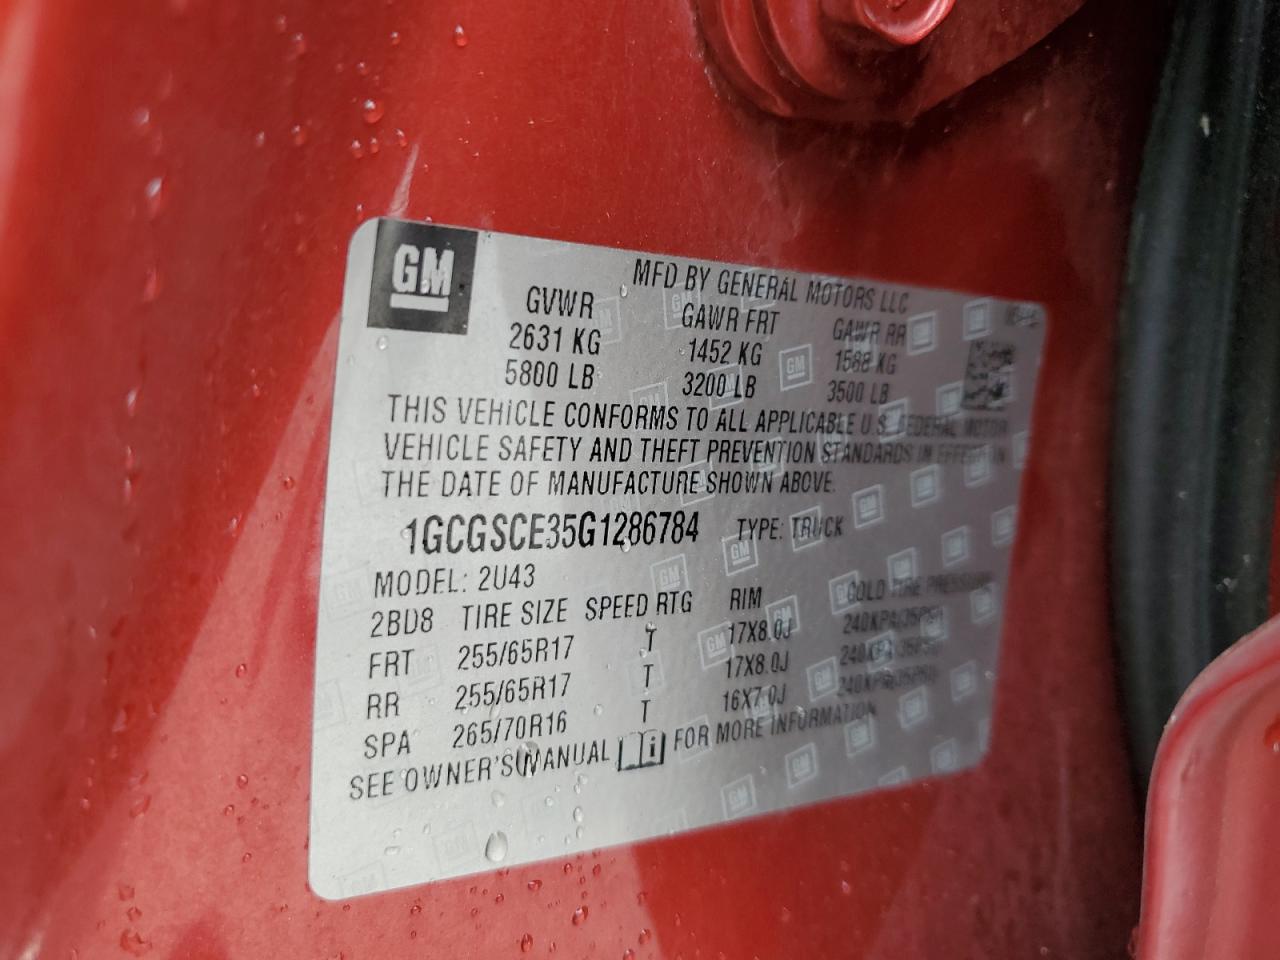 GM
MFD BY GENERAL MOTORS LLC
GVWR GAWR FRT GAWR RR
2631 KG 1452 KG 1588 KG
5800 LB 3200 LB 3500 LB
THIS VEHICLE CONFORMS TO ALL APPLICABLE U.S. FEDERAL MOTOR
VEHICLE SAFETY AND THEFT PREVENTION STANDARDS IN EFFECT IN
THE DATE OF MANUFACTURE SHOWN ABOVE.
1GCGSCE35G1286784 TYPE: TRUCK
MODEL: 2U43
2BD8 TIRE SIZE SPEED RTG RIM COLD TIRE PRESSURE
FRT 255/65R17 T 17X8.0J 240KPA(35PSI)
RR 255/65R17 T 17X8.0J 240KPA(35PSI)
SPA 265/70R16 T 16X7.0J 240KPA(35PSI)
SEE OWNER'S MANUAL FOR MORE INFORMATION